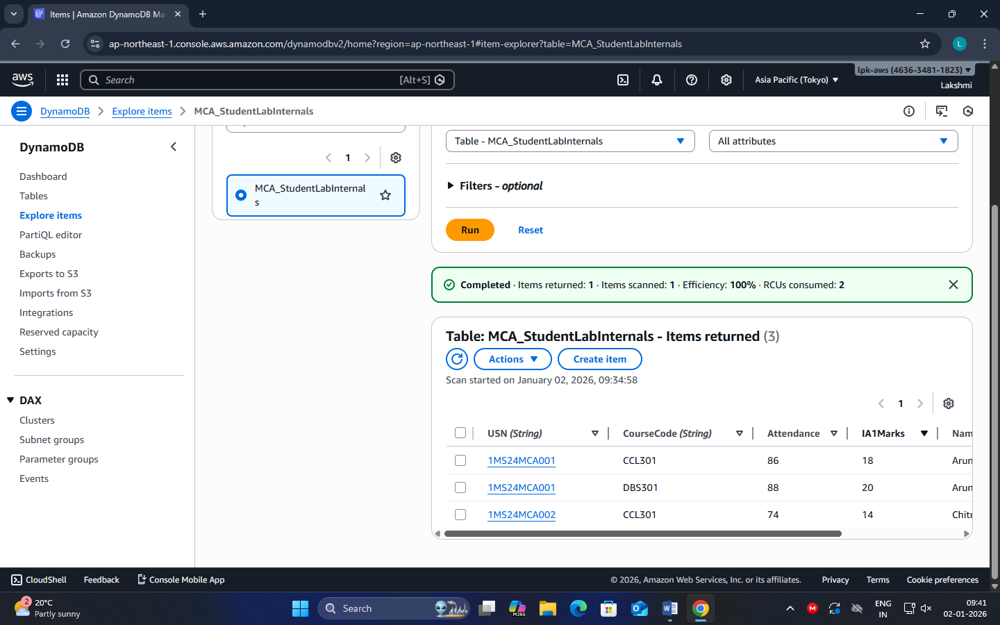 Items | Amazon DynamoDB Ma
ap-northeast-1.console.aws.amazon.com/dynamodbv2/home?region=ap-northeast-1#item-explorer?table=MCA_StudentLabInternals
L
aws
Search
[Alt+S]
Asia Pacific (Tokyo)
lpk-aws (4636-3481-1823)
Lakshmi
DynamoDB
Explore items
MCA_StudentLabInternals
DynamoDB
Dashboard
Tables
Explore items
PartiQL editor
Backups
Exports to S3
Imports from S3
Integrations
Reserved capacity
Settings
DAX
Clusters
Subnet groups
Parameter groups
Events
1
MCA_StudentLabInternal
s
Table - MCA_StudentLabInternals
All attributes
Filters - optional
Run
Reset
Completed · Items returned: 1 · Items scanned: 1 · Efficiency: 100% · RCUs consumed: 2
Table: MCA_StudentLabInternals - Items returned (3)
Actions
Create item
Scan started on January 02, 2026, 09:34:58
1
USN (String) CourseCode (String) Attendance IA1Marks Nam
1MS24MCA001 CCL301 86 18 Arun
1MS24MCA001 DBS301 88 20 Arun
1MS24MCA002 CCL301 74 14 Chitr
CloudShell Feedback Console Mobile App © 2026, Amazon Web Services, Inc. or its affiliates. Privacy Terms Cookie preferences
2
20°C
Partly sunny
Search
M365
M
ENG
IN
09:41
02-01-2026